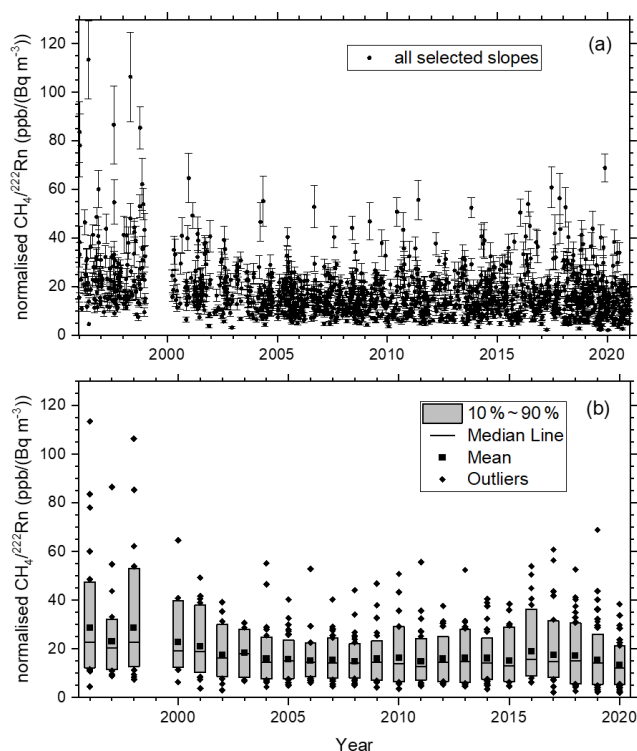 normalised CH₄/²²²Rn (ppb/(Bq m⁻³))
120
100
80
60
40
20
0
(a)
all selected slopes
2000
2005
2010
2015
2020
normalised CH₄/²²²Rn (ppb/(Bq m⁻³))
120
100
80
60
40
20
0
(b)
10 %~90 %
Median Line
Mean
Outliers
2000
2005
2010
2015
2020
Year